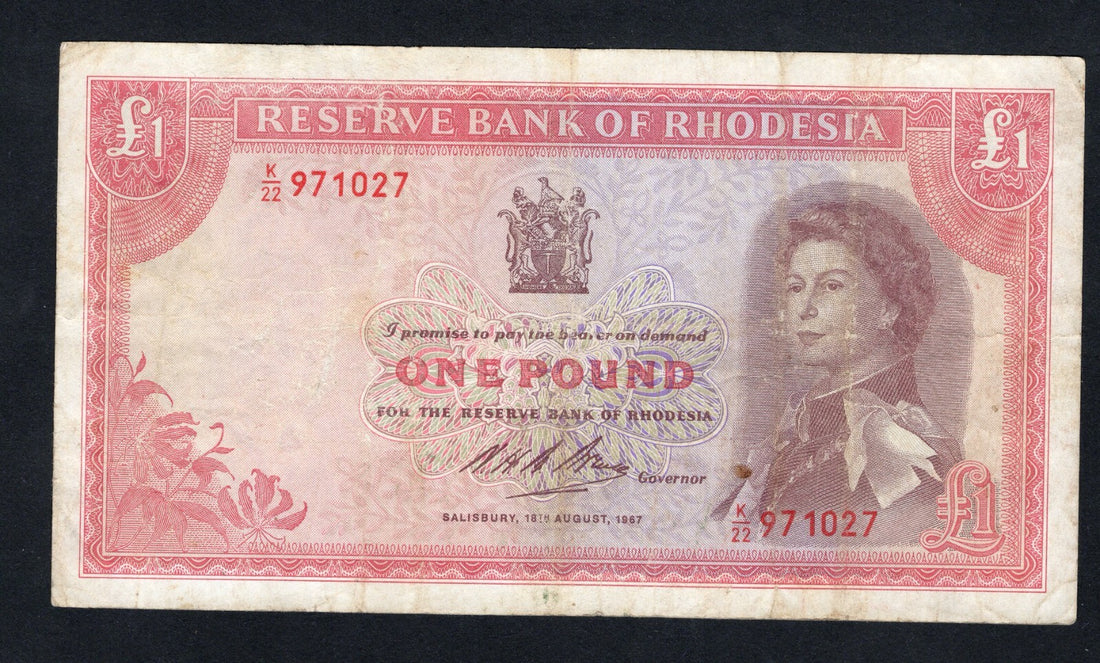 £1 RESERVE BANK OF RHODESIA £1
K/22 971027
I promise to pay the bearer on demand
ONE POUND
FOR THE RESERVE BANK OF RHODESIA
Governor
SALISBURY, 18TH AUGUST, 1967
K/22 971027
£1